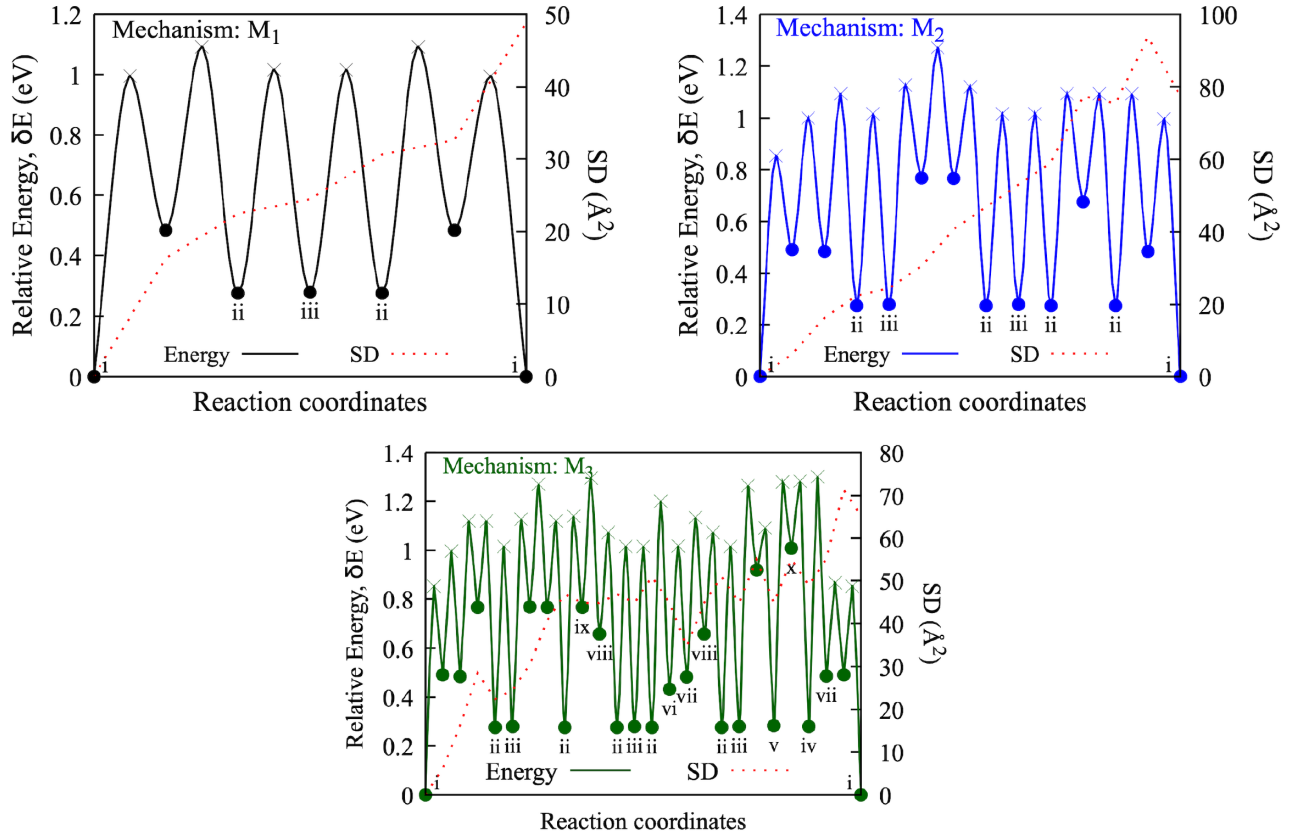 Mechanism: M1
Relative Energy, δE (eV)
1.2
1
0.8
0.6
0.4
0.2
0
50
40
30
20
10
0
SD (Å2)
i
ii
iii
ii
i
Energy
SD
Reaction coordinates
Mechanism: M2
Relative Energy, δE (eV)
1.4
1.2
1
0.8
0.6
0.4
0.2
0
100
80
60
40
20
0
SD (Å2)
i
ii
iii
ii
iii
ii
ii
i
Energy
SD
Reaction coordinates
Mechanism: M3
Relative Energy, δE (eV)
1.4
1.2
1
0.8
0.6
0.4
0.2
0
80
70
60
50
40
30
20
10
0
SD (Å2)
x
ix
viii
viii
vi
vii
vii
ii
iii
ii
ii
iii
ii
ii
iii
v
iv
i
i
Energy
SD
Reaction coordinates